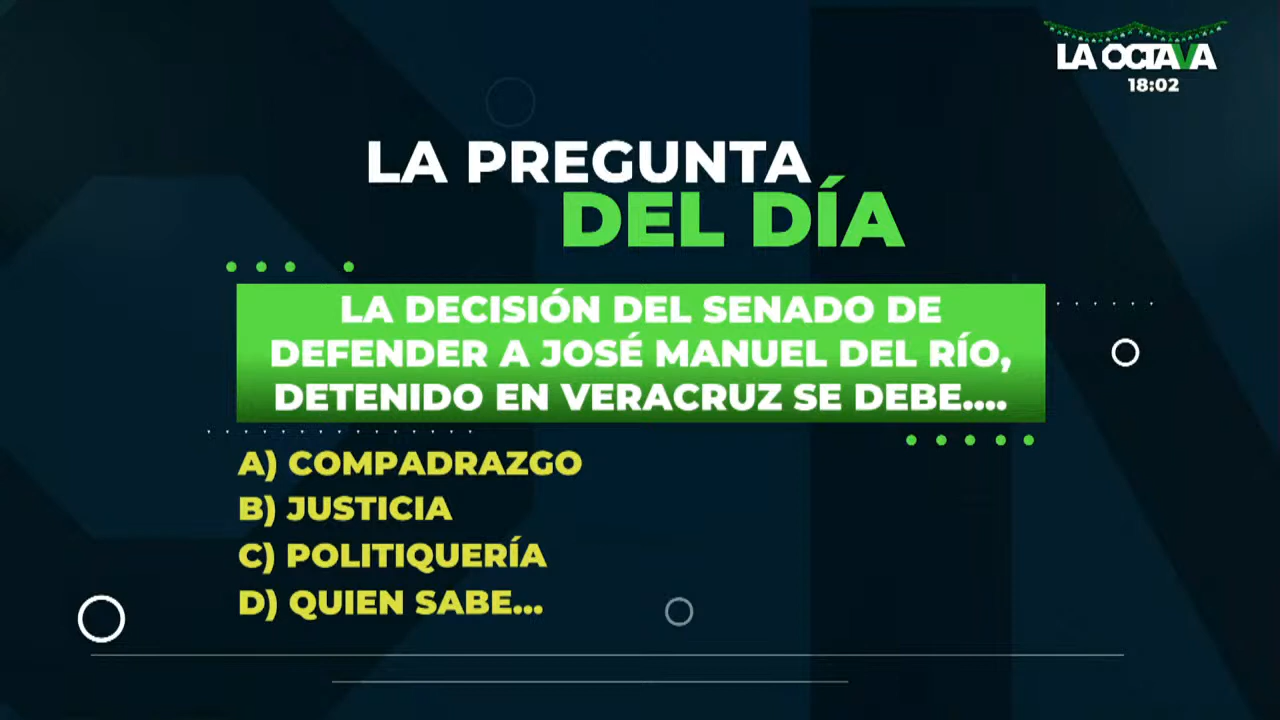 LA OCTAVA
18:02
LA PREGUNTA
DEL DÍA
LA DECISIÓN DEL SENADO DE
DEFENDER A JOSÉ MANUEL DEL RÍO,
DETENIDO EN VERACRUZ SE DEBE....
A) COMPADRAZGO
B) JUSTICIA
C) POLITIQUERÍA
D) QUIEN SABE...